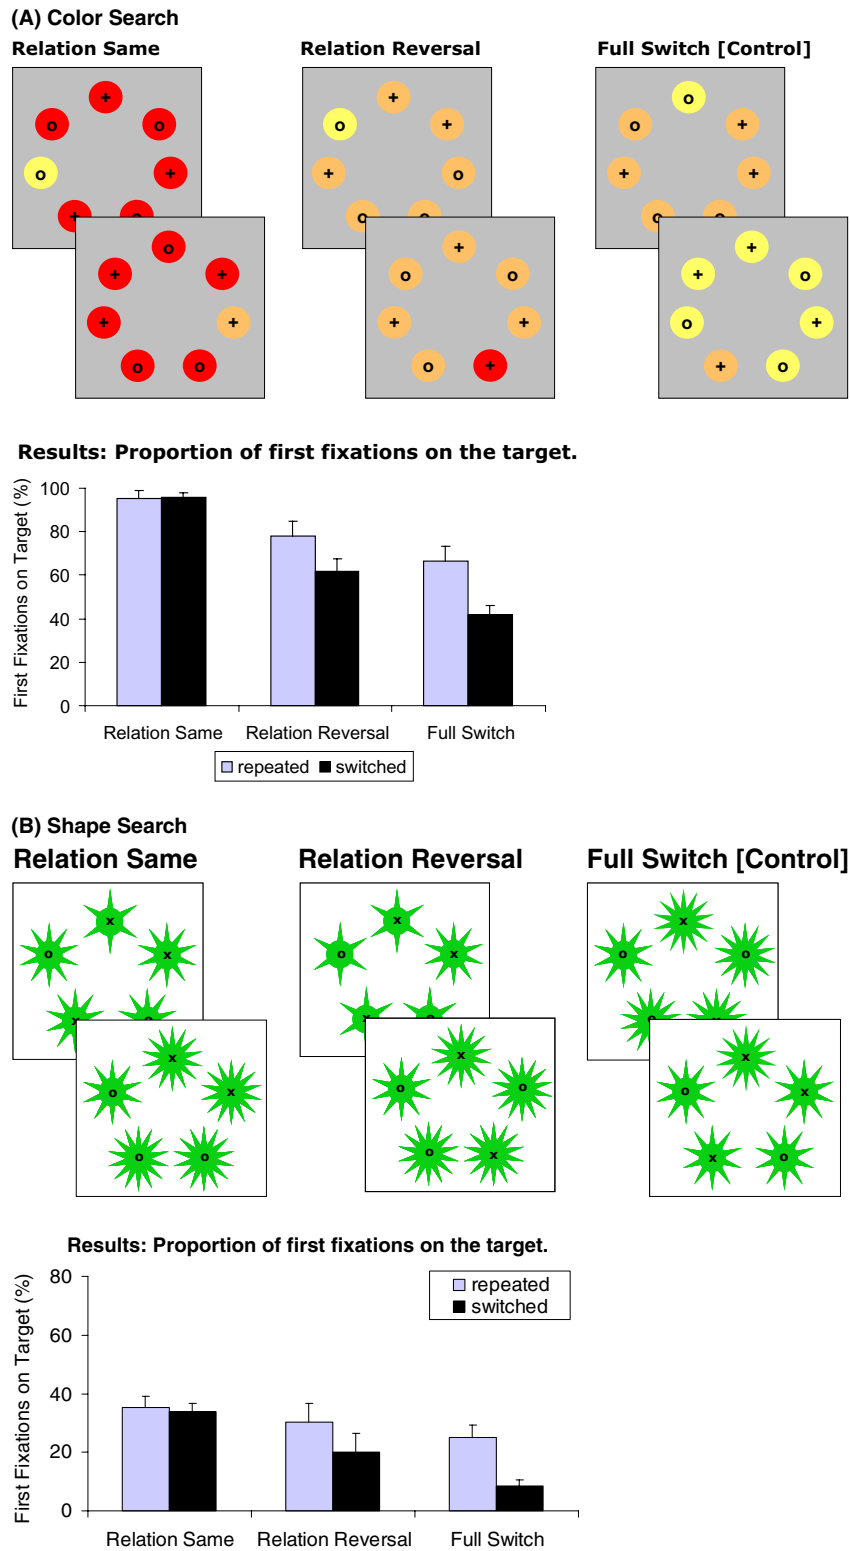 (A) Color Search
Relation Same Relation Reversal Full Switch [Control]
+ o o o + + o
o + + + o + o o
+ o + o + + o o
o + + o + + o +
+ o o + + o o
+ o o + + o +
Results: Proportion of first fixations on the target.
First Fixations on Target (%)
100
80
60
40
20
0
Relation Same Relation Reversal Full Switch
repeated switched
(B) Shape Search
Relation Same Relation Reversal Full Switch [Control]
x o x x o
x o x x o
x o x o o x
x o x o o
x o x o x
x o x x o
Results: Proportion of first fixations on the target.
First Fixations on Target (%)
80
60
40
20
0
repeated
switched
Relation Same Relation Reversal Full Switch